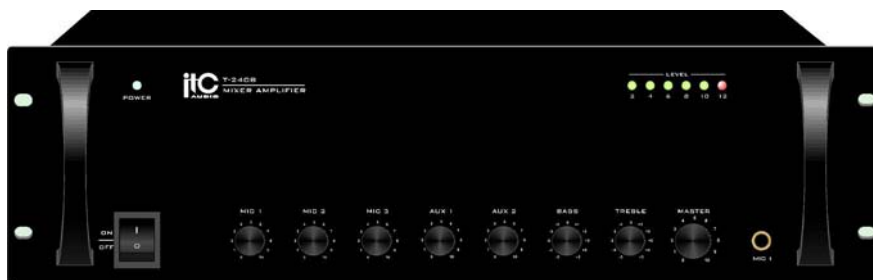 LEVEL
itC
T-240B
POWER
AUDIO
MIXER AMPLIFIER
2 4 6 8 10 12
MIC 1 MIC 2 MIC 3 AUX 1 AUX 2 BASS TREBLE MASTER
ON
I
OFF
O
MIC 1